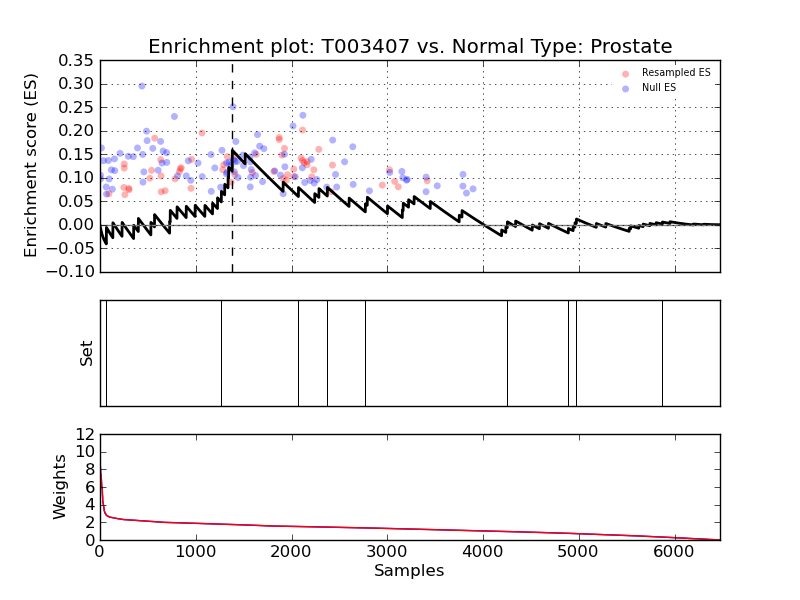 Enrichment plot: T003407 vs. Normal Type: Prostate
Enrichment score (ES)
0.35
0.30
0.25
0.20
0.15
0.10
0.05
0.00
−0.05
−0.10
Resampled ES
Null ES
Set
Weights
12
10
8
6
4
2
0
0 1000 2000 3000 4000 5000 6000
Samples